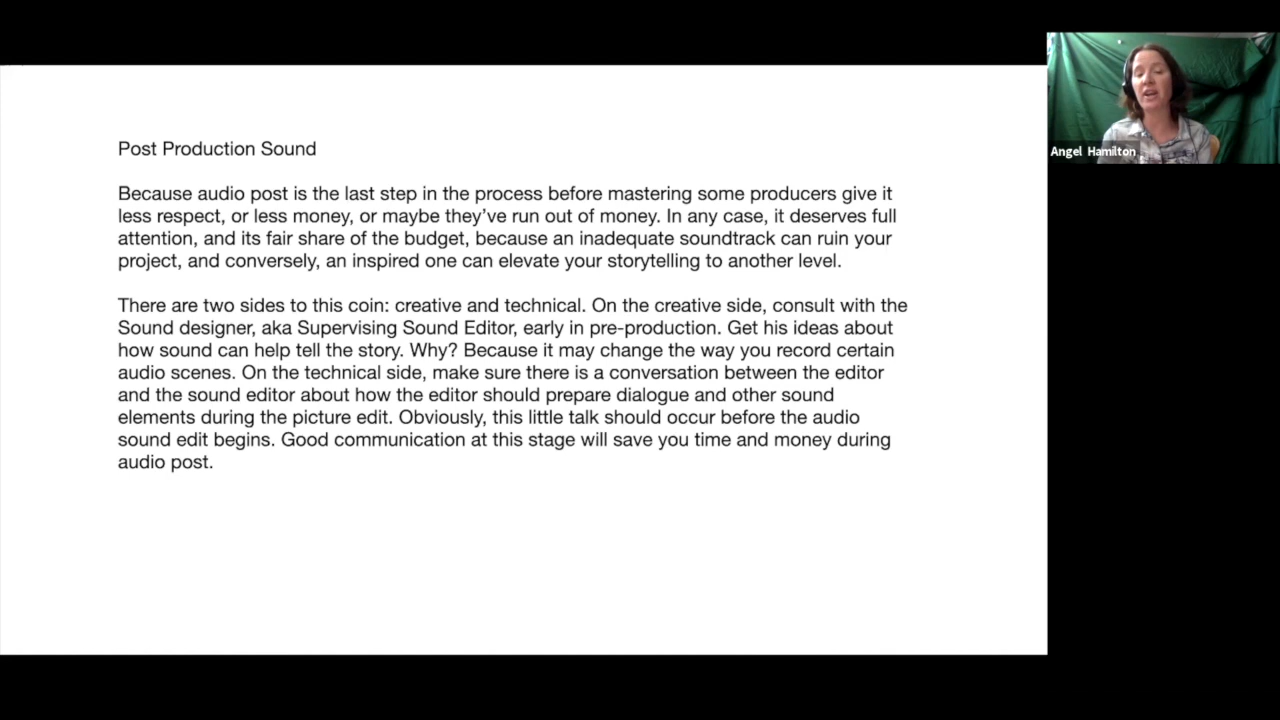 Post Production Sound
Because audio post is the last step in the process before mastering some producers give it
less respect, or less money, or maybe they’ve run out of money. In any case, it deserves full
attention, and its fair share of the budget, because an inadequate soundtrack can ruin your
project, and conversely, an inspired one can elevate your storytelling to another level.
There are two sides to this coin: creative and technical. On the creative side, consult with the
Sound designer, aka Supervising Sound Editor, early in pre-production. Get his ideas about
how sound can help tell the story. Why? Because it may change the way you record certain
audio scenes. On the technical side, make sure there is a conversation between the editor
and the sound editor about how the editor should prepare dialogue and other sound
elements during the picture edit. Obviously, this little talk should occur before the audio
sound edit begins. Good communication at this stage will save you time and money during
audio post.
Angel Hamilton